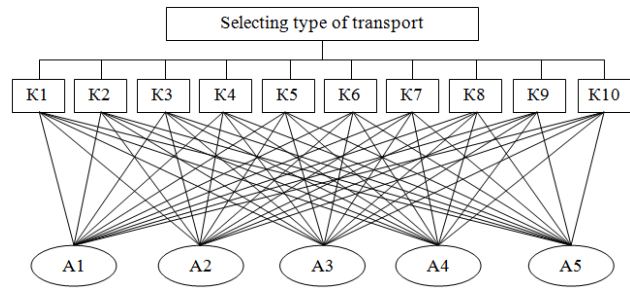 Selecting type of transport
K1 K2 K3 K4 K5 K6 K7 K8 K9 K10
A1 A2 A3 A4 A5